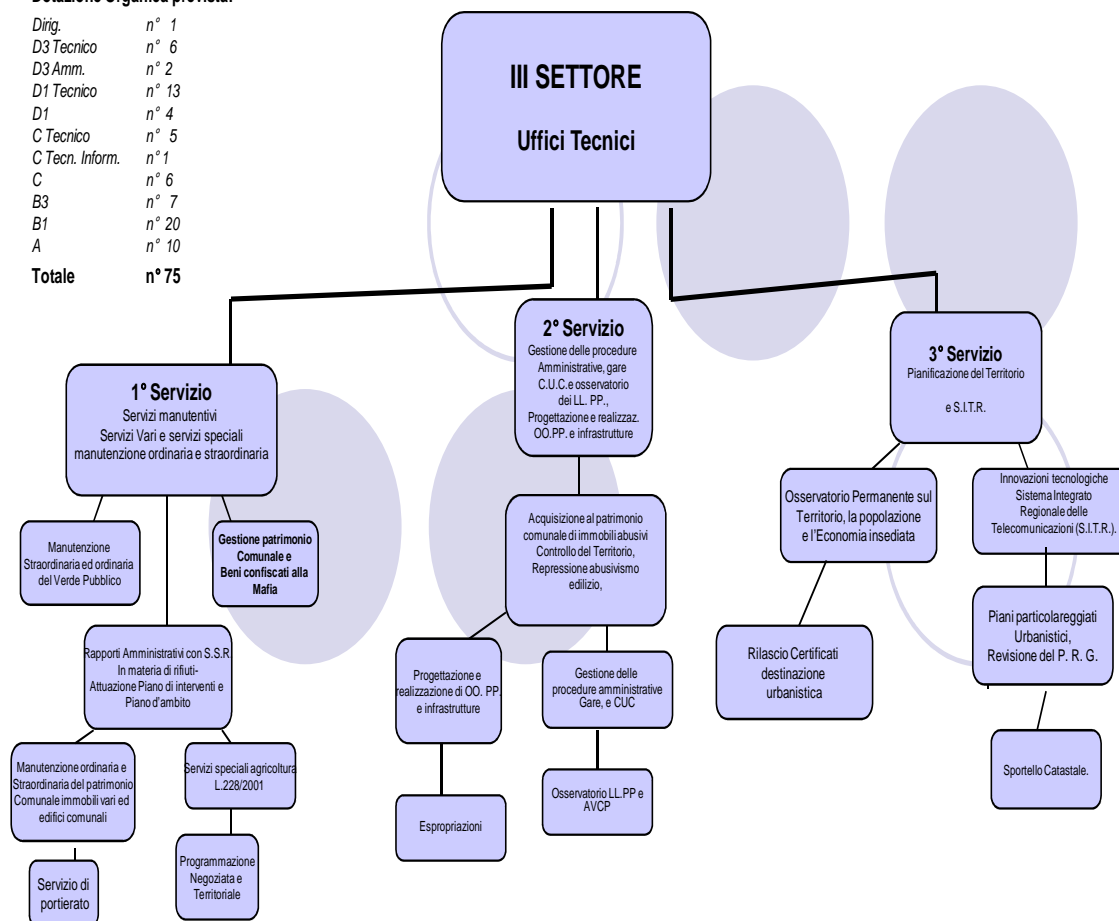 Dotazione Organica prevista:
Dirig. n° 1
D3 Tecnico n° 6
D3 Amm. n° 2
D1 Tecnico n° 13
D1 n° 4
C Tecnico n° 5
C Tecn. Inform. n°1
C n° 6
B3 n° 7
B1 n° 20
A n° 10
Totale n° 75
III SETTORE
Uffici Tecnici
1° Servizio
Servizi manutentivi
Servizi Vari e servizi speciali
manutenzione ordinaria e straordinaria
2° Servizio
Gestione delle procedure
Amministrative, gare
C.U.C.e osservatorio
dei LL. PP.,
Progettazione e realizzaz.
OO.PP. e infrastrutture
3° Servizio
Pianificazione del Territorio
e S.I.T.R.
Manutenzione
Straordinaria ed ordinaria
del Verde Pubblico
Gestione patrimonio
Comunale e
Beni confiscati alla
Mafia
Rapporti Amministrativi con S.S.R.
In materia di rifiuti-
Attuazione Piano di interventi e
Piano d'ambito
Manutenzione ordinaria e
Straordinaria del patrimonio
Comunale immobili vari ed
edifici comunali
Servizi speciali agricoltura
L.228/2001
Servizio di
portierato
Programmazione
Negoziata e
Territoriale
Acquisizione al patrimonio
comunale di immobili abusivi
Controllo del Territorio,
Repressione abusivismo
edilizio,
Progettazione e
realizzazione di OO. PP.
e infrastrutture
Gestione delle
procedure amministrative
Gare, e CUC
Espropriazioni
Osservatorio LL.PP e
AVCP
Osservatorio Permanente sul
Territorio, la popolazione
e l'Economia insediata
Innovazioni tecnologiche
Sistema Integrato
Regionale delle
Telecomunicazioni (S.I.T.R.).
Rilascio Certificati
destinazione
urbanistica
Piani particolareggiati
Urbanistici,
Revisione del P. R. G.
Sportello Catastale.